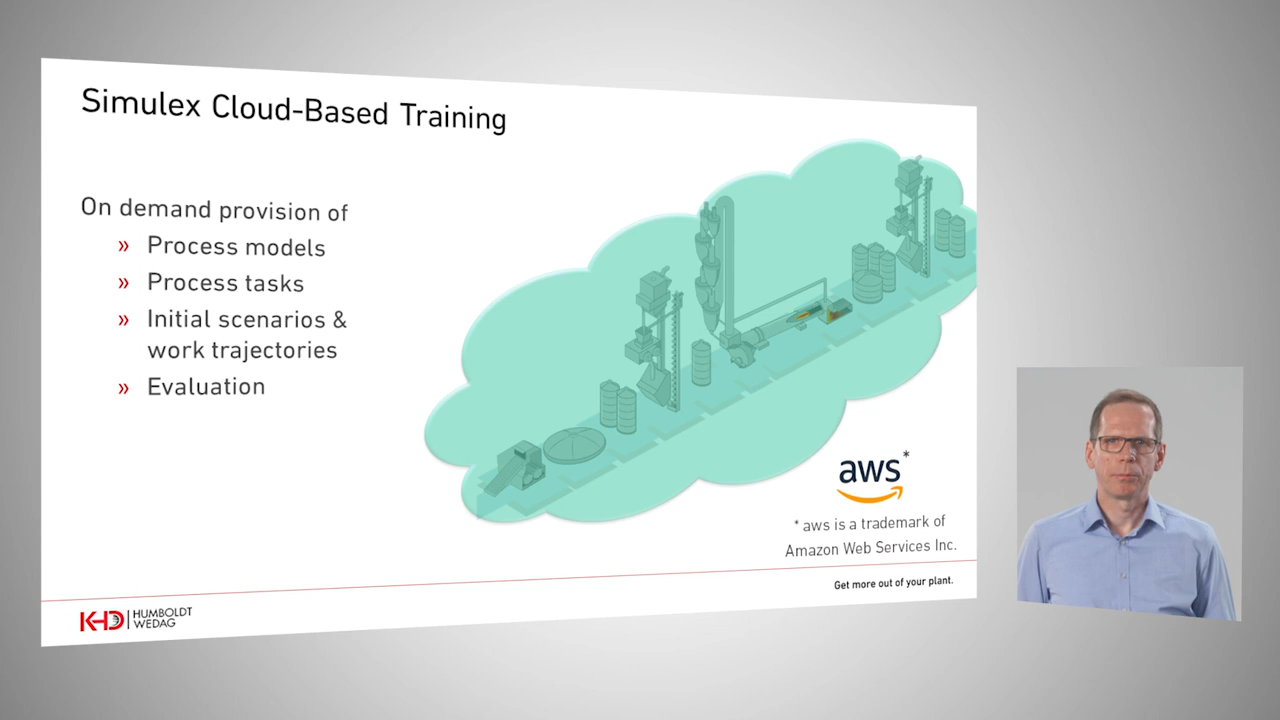 Simulex Cloud-Based Training
On demand provision of
» Process models
» Process tasks
» Initial scenarios &
work trajectories
» Evaluation
aws*
* aws is a trademark of
Amazon Web Services Inc.
Get more out of your plant.
KHD HUMBOLDT
WEDAG